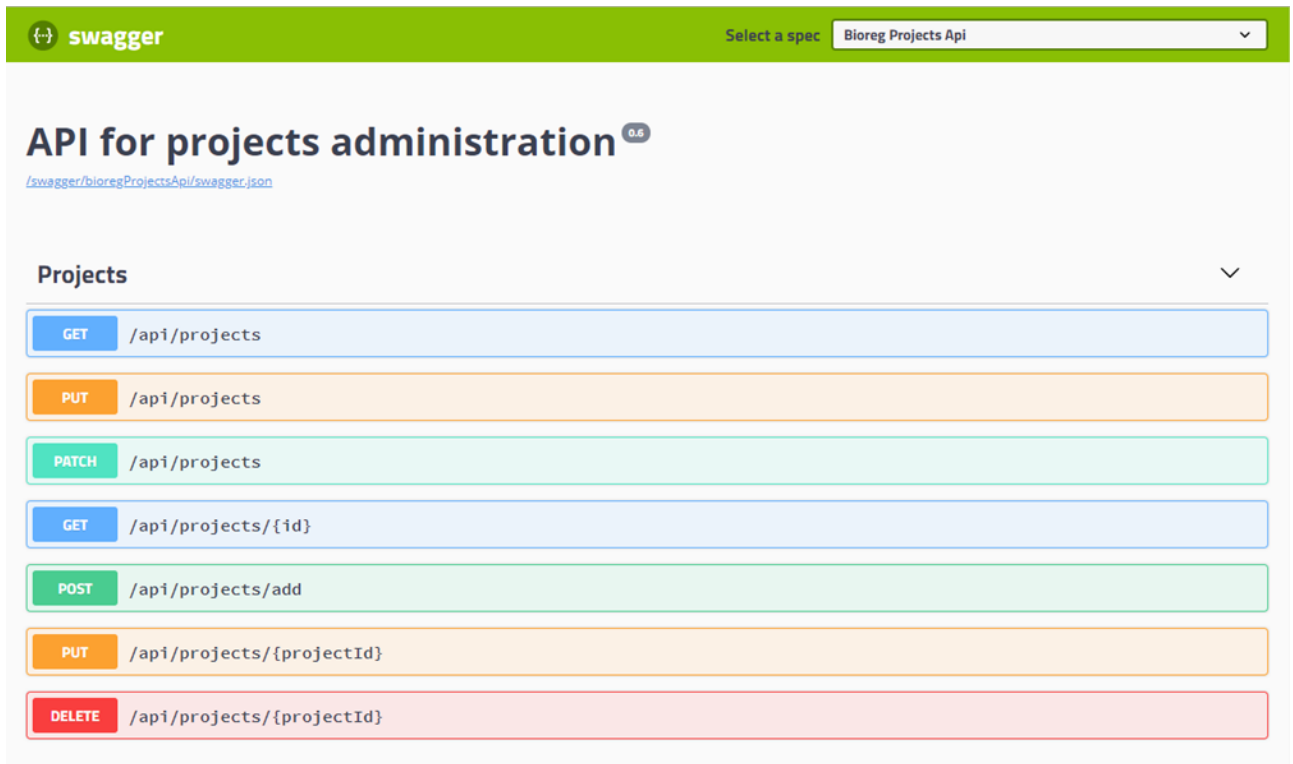 swagger
Select a spec Bioreg Projects Api
API for projects administration 0.6
/swagger/bioregProjectsApi/swagger.json
Projects
GET /api/projects
PUT /api/projects
PATCH /api/projects
GET /api/projects/{id}
POST /api/projects/add
PUT /api/projects/{projectId}
DELETE /api/projects/{projectId}